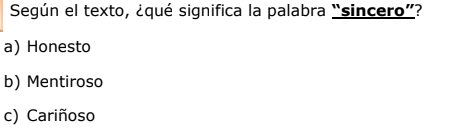 Según el texto, ¿qué significa la palabra “sincero”?
a) Honesto
b) Mentiroso
c) Cariñoso